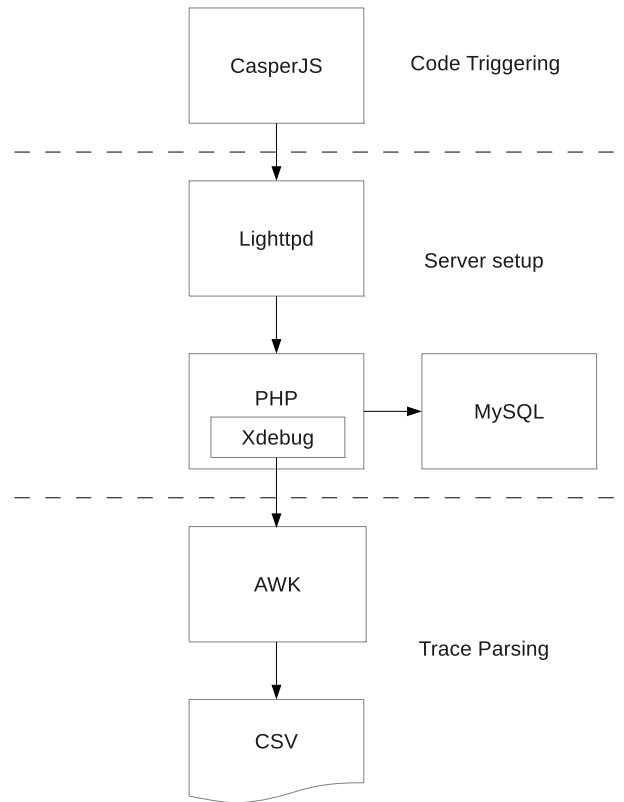 CasperJS
Code Triggering
Lighttpd
Server setup
PHP
Xdebug
MySQL
AWK
Trace Parsing
CSV